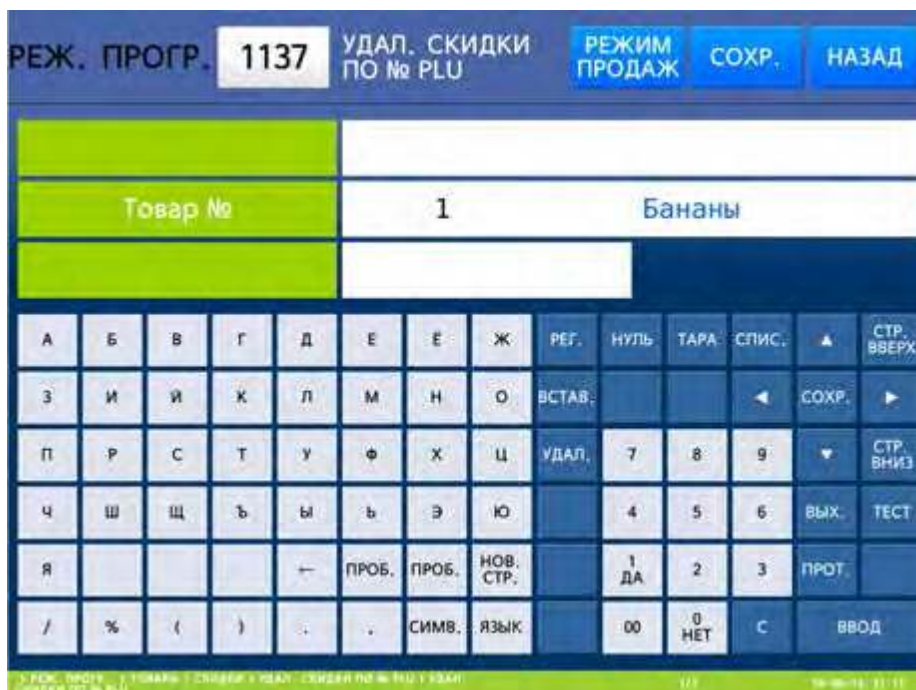 РЕЖ. ПРОГР. 1137 УДАЛ. СКИДКИ РЕЖИМ СОХР. НАЗАД
ПО № PLU ПРОДАЖ
Товар № 1 Бананы
А Б В Г Д Е Ё Ж РЕГ. НУЛЬ ТАРА СПИС. ▲ СТР. ВВЕРХ
З И Й К Л М Н О ВСТАВ. ◄ СОХР. ►
П Р С Т У Ф Х Ц УДАЛ. 7 8 9 ▼ СТР. ВНИЗ
Ч Ш Щ Ъ Ы Ь Э Ю 4 5 6 ВЫХ. ТЕСТ
Я ← ПРОБ. ПРОБ. НОВ. СТР. 1 ДА 2 3 ПРОТ.
/ % ( ) . , СИМВ. ЯЗЫК 00 0 НЕТ С ВВОД
1/1